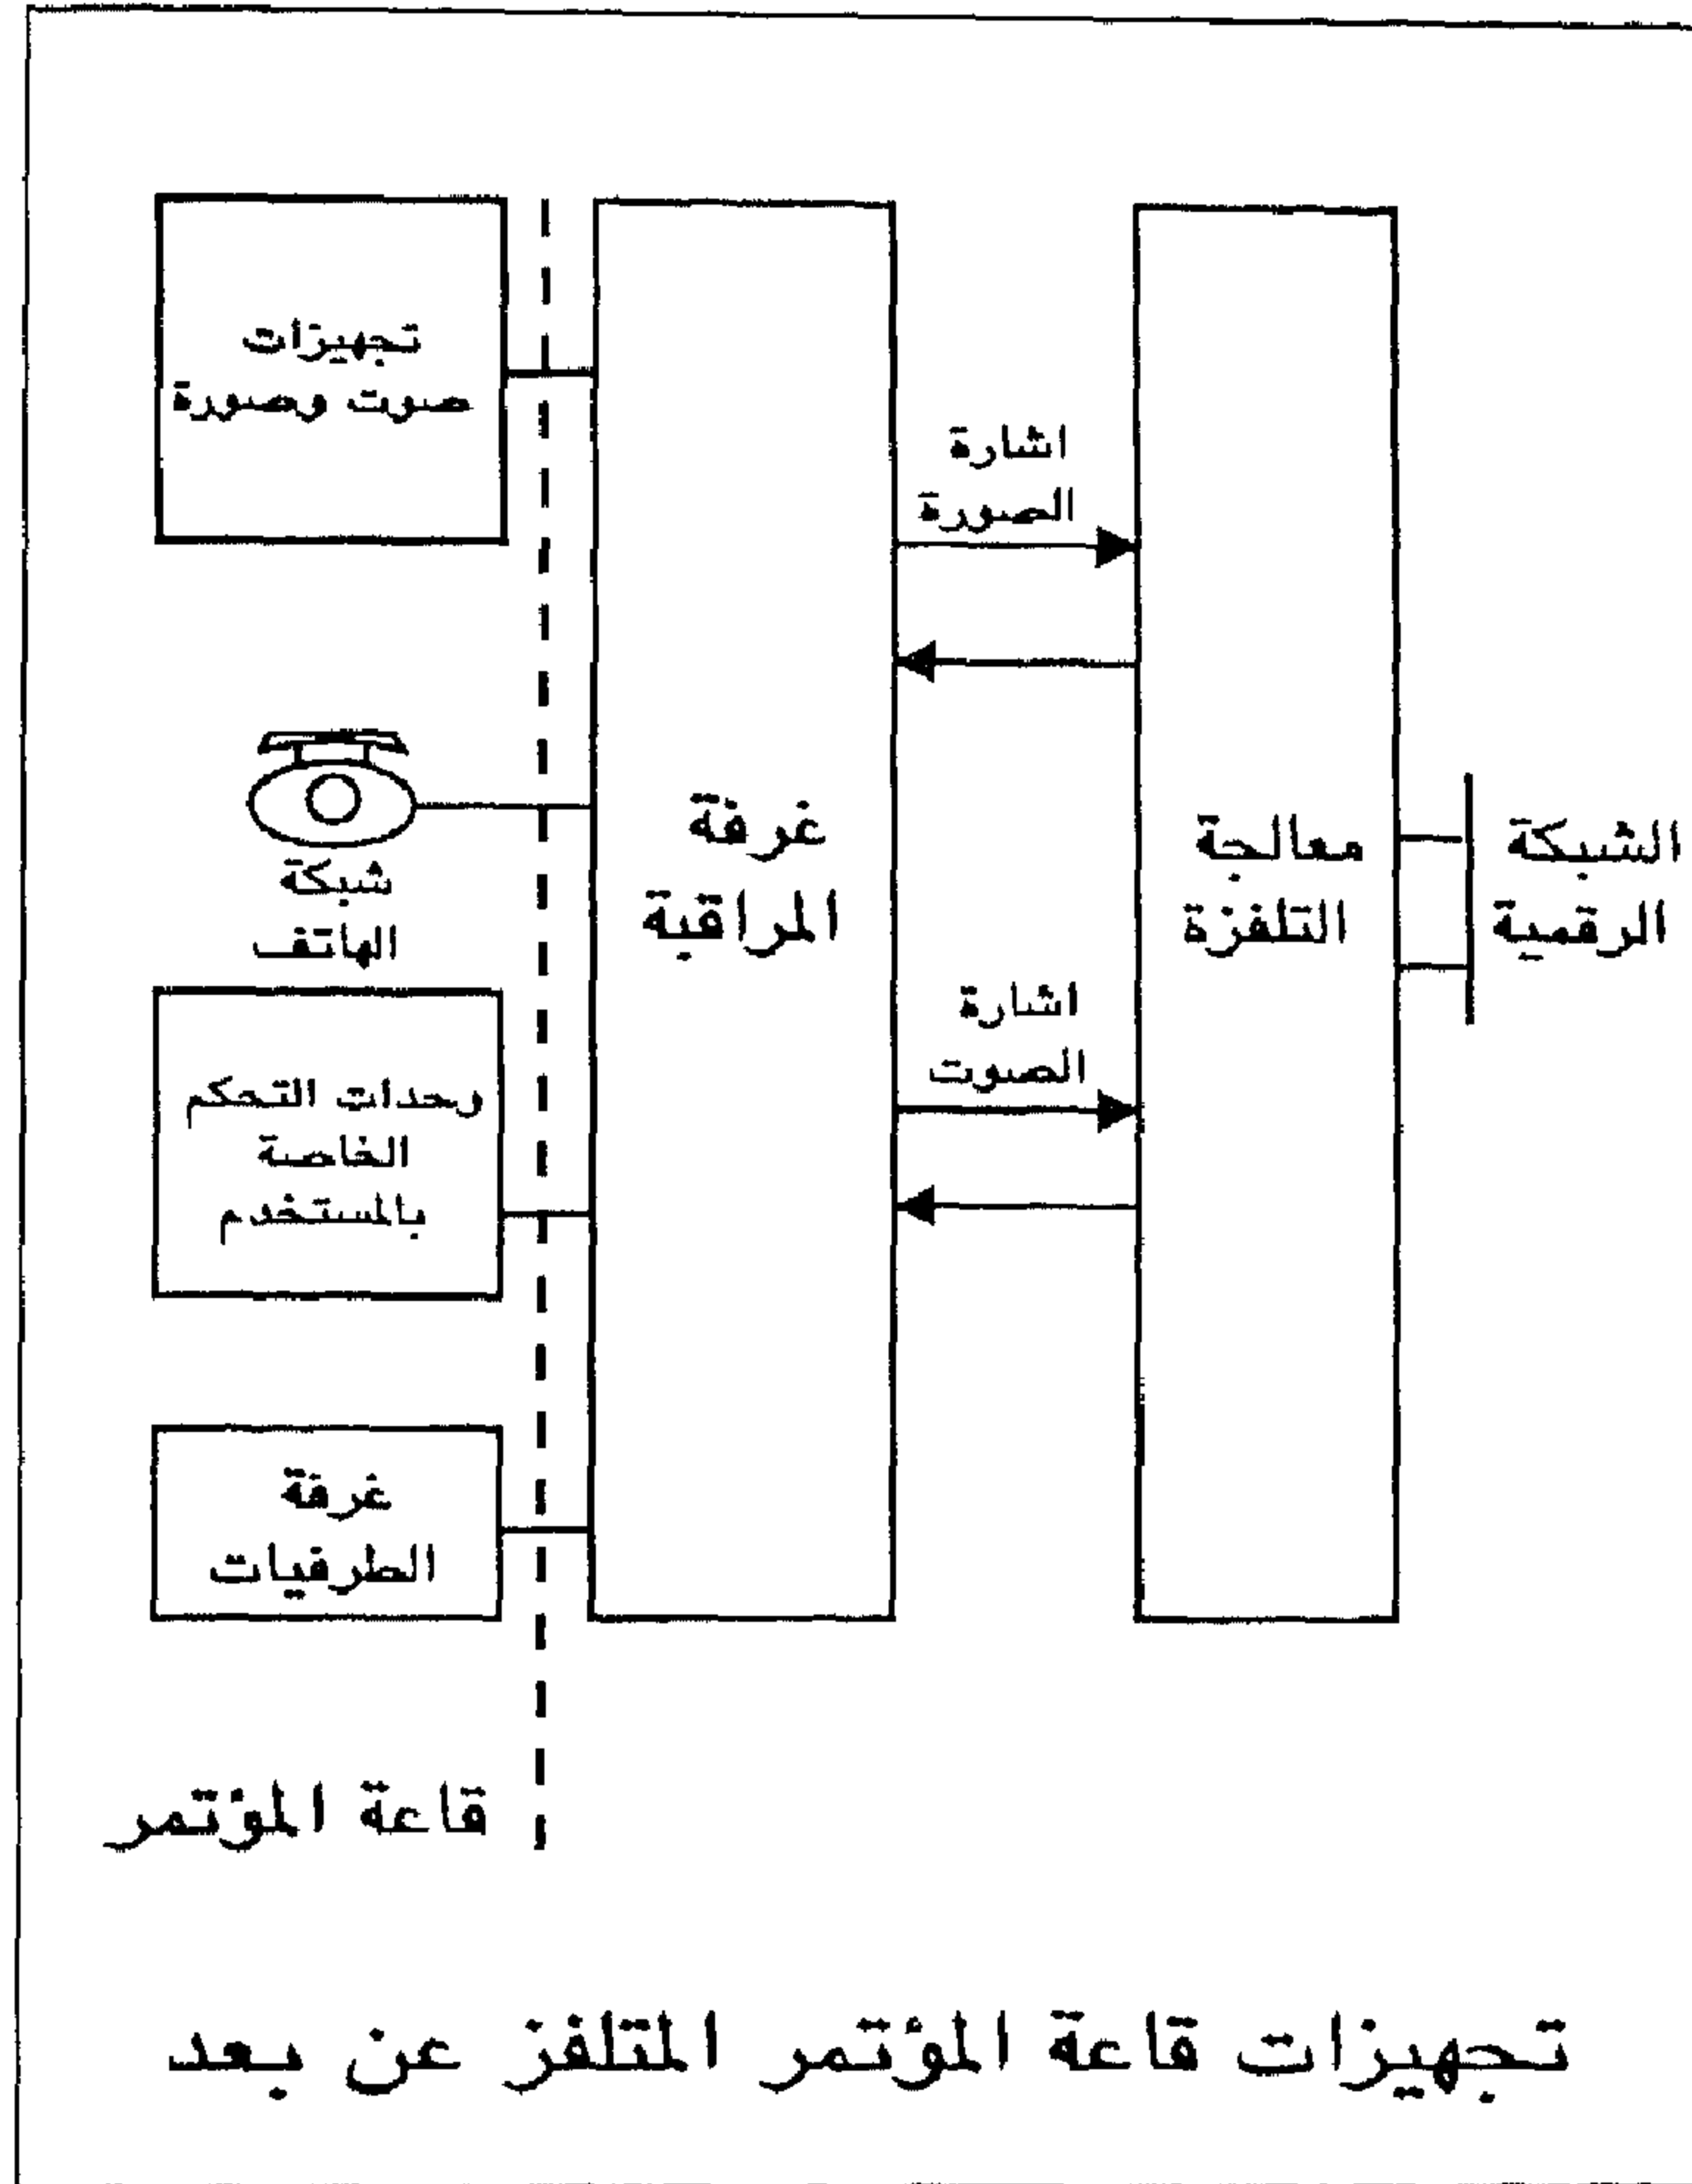 تجهيزات
صوت وصورة
اشارة
الصورة
شبكة
الهاتف
غرفة
المراقبة
معالجة
التلفزة
الشبكة
الرقمية
اشارة
الصوت
وحدات التحكم
الخاصة
بالمستخدم
غرفة
الطرفيات
قاعة المؤتمر
تجهيزات قاعة المؤتمر المتلفز عن بعد